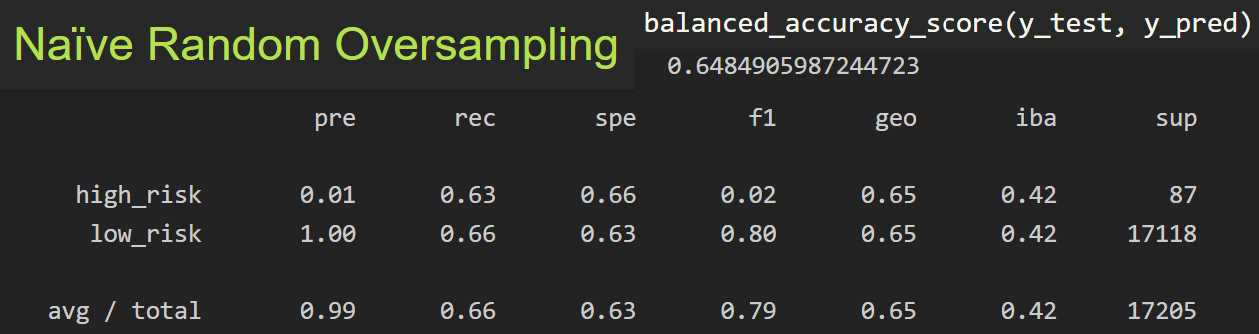 Naïve Random Oversampling
balanced_accuracy_score(y_test, y_pred)
0.6484905987244723
pre rec spe f1 geo iba sup
high_risk 0.01 0.63 0.66 0.02 0.65 0.42 87
low_risk 1.00 0.66 0.63 0.80 0.65 0.42 17118
avg / total 0.99 0.66 0.63 0.79 0.65 0.42 17205